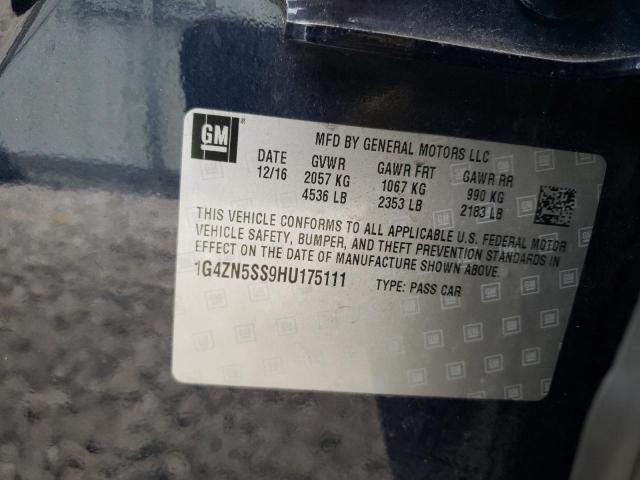 GM
MFD BY GENERAL MOTORS LLC
DATE GVWR GAWR FRT GAWR RR
12/16 2057 KG 1067 KG 990 KG
4536 LB 2353 LB 2183 LB
THIS VEHICLE CONFORMS TO ALL APPLICABLE U.S. FEDERAL MOTOR
VEHICLE SAFETY, BUMPER, AND THEFT PREVENTION STANDARDS IN
EFFECT ON THE DATE OF MANUFACTURE SHOWN ABOVE.
1G4ZN5SS9HU175111 TYPE: PASS CAR